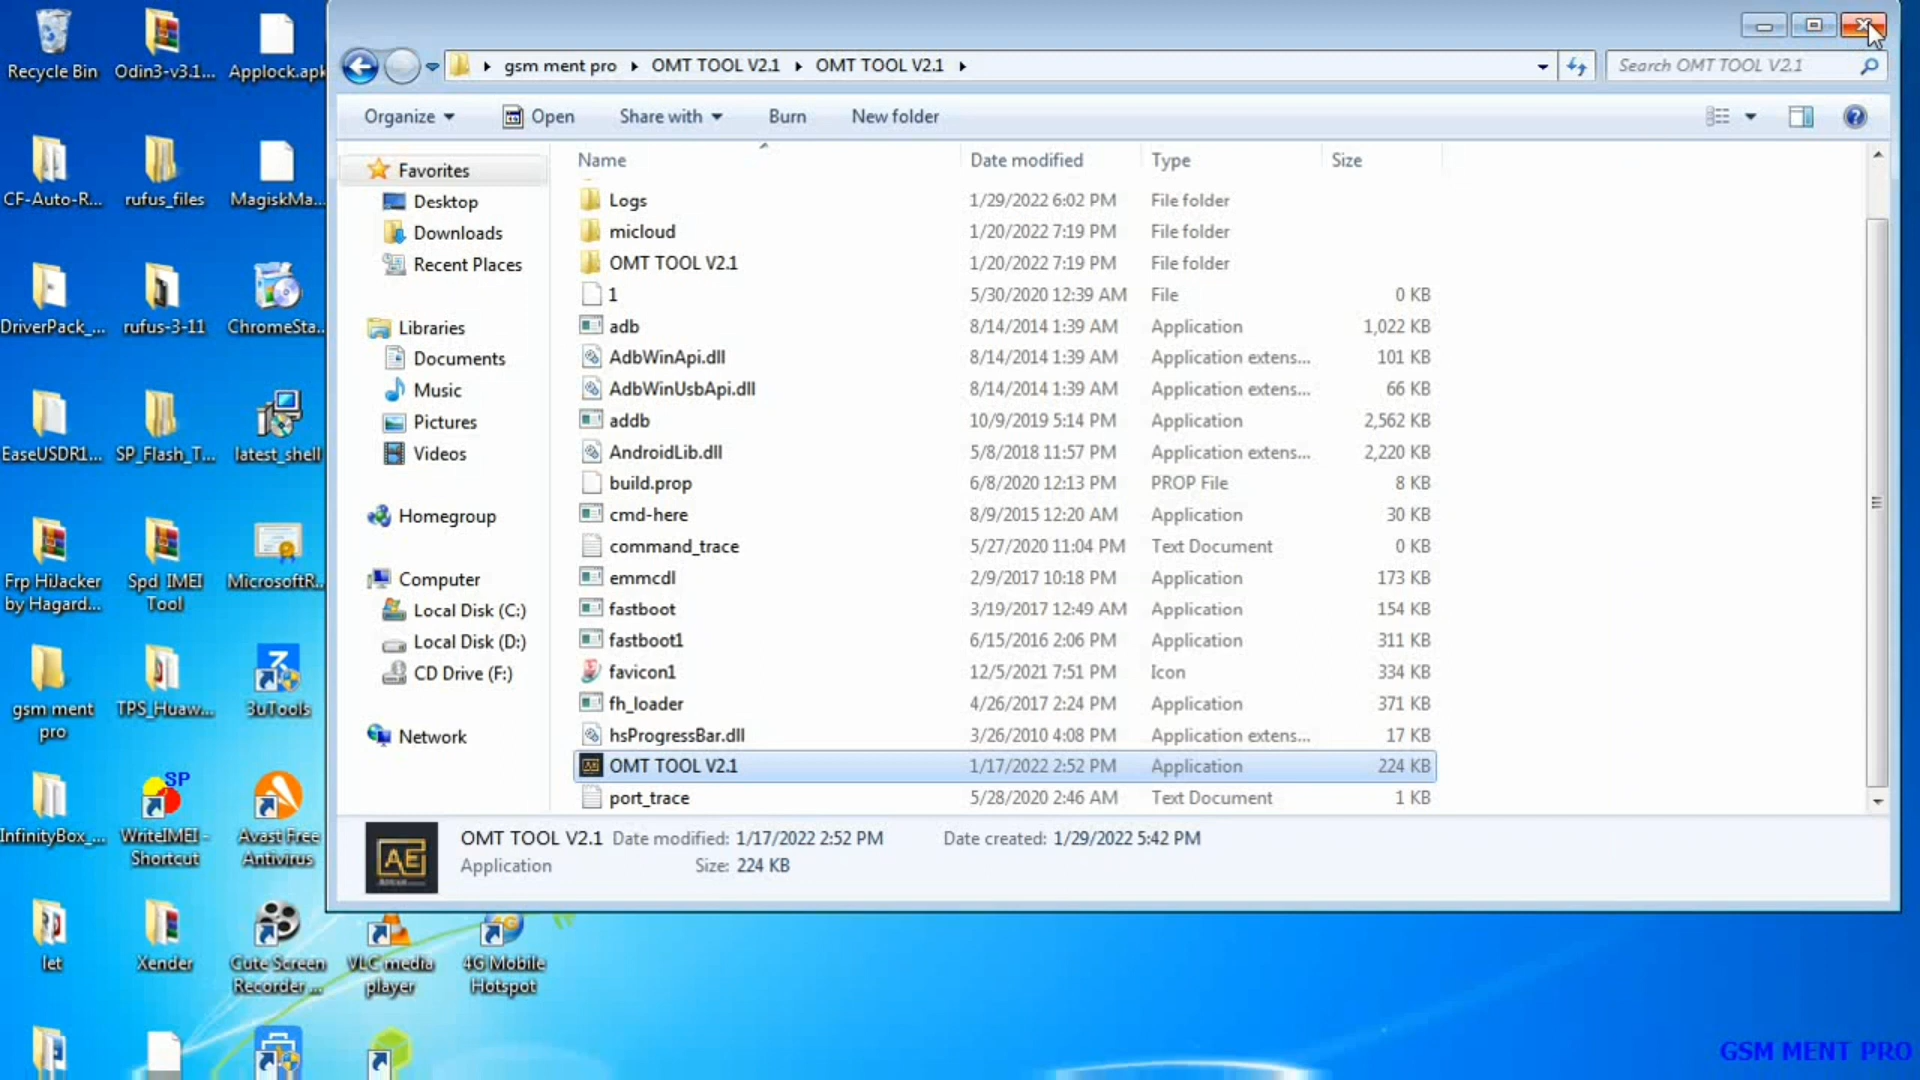 Recycle Bin
Odin3-v3.1...
Applock.apk
CF-Auto-R...
rufus_files
MagiskMa...
DriverPack_...
rufus-3-11
ChromeSta...
EaseUSDR1...
SP_Flash_T...
latest_shell
Frp HiJacker
by Hagard...
Spd IMEI
Tool
MicrosoftR...
gsm ment
pro
TPS_Huaw...
3uTools
InfinityBox_...
SP
WriteIMEI -
Shortcut
Avast Free
Antivirus
let
Xender
Cute Screen
Recorder ...
VLC media
player
4G
4G Mobile
Hotspot
gsm ment pro
OMT TOOL V2.1
OMT TOOL V2.1
Search OMT TOOL V2.1
Organize
Open
Share with
Burn
New folder
Favorites
Desktop
Downloads
Recent Places
Libraries
Documents
Music
Pictures
Videos
Homegroup
Computer
Local Disk (C:)
Local Disk (D:)
CD Drive (F:)
Network
Name Date modified Type Size
Logs 1/29/2022 6:02 PM File folder
micloud 1/20/2022 7:19 PM File folder
OMT TOOL V2.1 1/20/2022 7:19 PM File folder
1 5/30/2020 12:39 AM File 0 KB
adb 8/14/2014 1:39 AM Application 1,022 KB
AdbWinApi.dll 8/14/2014 1:39 AM Application extens... 101 KB
AdbWinUsbApi.dll 8/14/2014 1:39 AM Application extens... 66 KB
addb 10/9/2019 5:14 PM Application 2,562 KB
AndroidLib.dll 5/8/2018 11:57 PM Application extens... 2,220 KB
build.prop 6/8/2020 12:13 PM PROP File 8 KB
cmd-here 8/9/2015 12:20 AM Application 30 KB
command_trace 5/27/2020 11:04 PM Text Document 0 KB
emmcdl 2/9/2017 10:18 PM Application 173 KB
fastboot 3/19/2017 12:49 AM Application 154 KB
fastboot1 6/15/2016 2:06 PM Application 311 KB
favicon1 12/5/2021 7:51 PM Icon 334 KB
fh_loader 4/26/2017 2:24 PM Application 371 KB
hsProgressBar.dll 3/26/2010 4:08 PM Application extens... 17 KB
OMT TOOL V2.1 1/17/2022 2:52 PM Application 224 KB
port_trace 5/28/2020 2:46 AM Text Document 1 KB
AE
OMT TOOL V2.1 Date modified: 1/17/2022 2:52 PM Date created: 1/29/2022 5:42 PM
Application Size: 224 KB
GSM MENT PRO